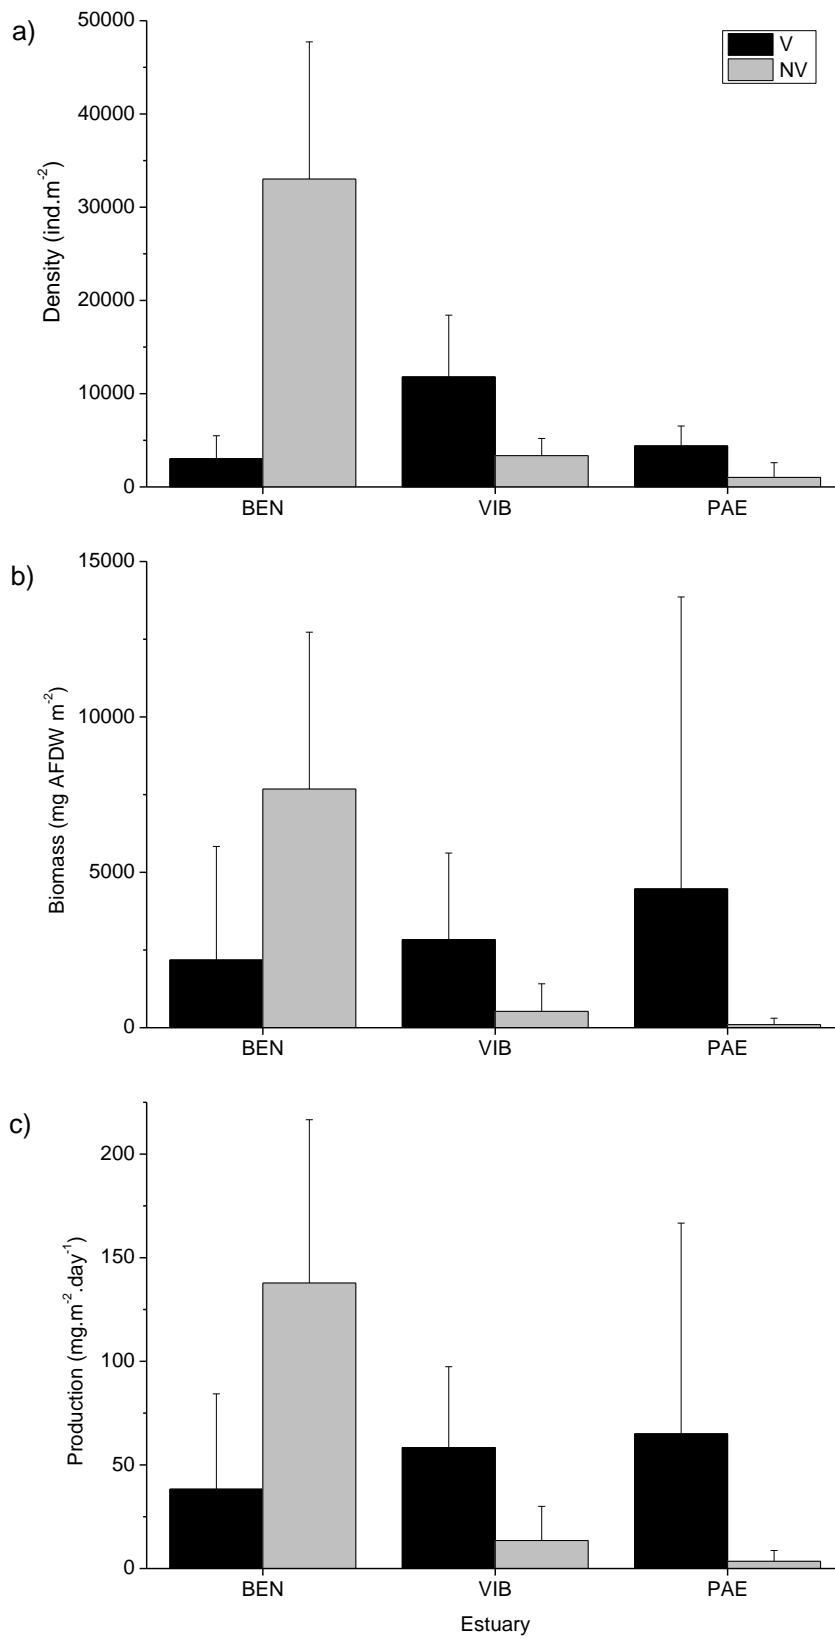 a)
50000
40000
30000
20000
10000
0
Density (ind.m⁻²)
V
NV
BEN VIB PAE
b)
15000
10000
5000
0
Biomass (mg AFDW m⁻²)
BEN VIB PAE
c)
200
150
100
50
0
Production (mg.m⁻².day⁻¹)
BEN VIB PAE
Estuary